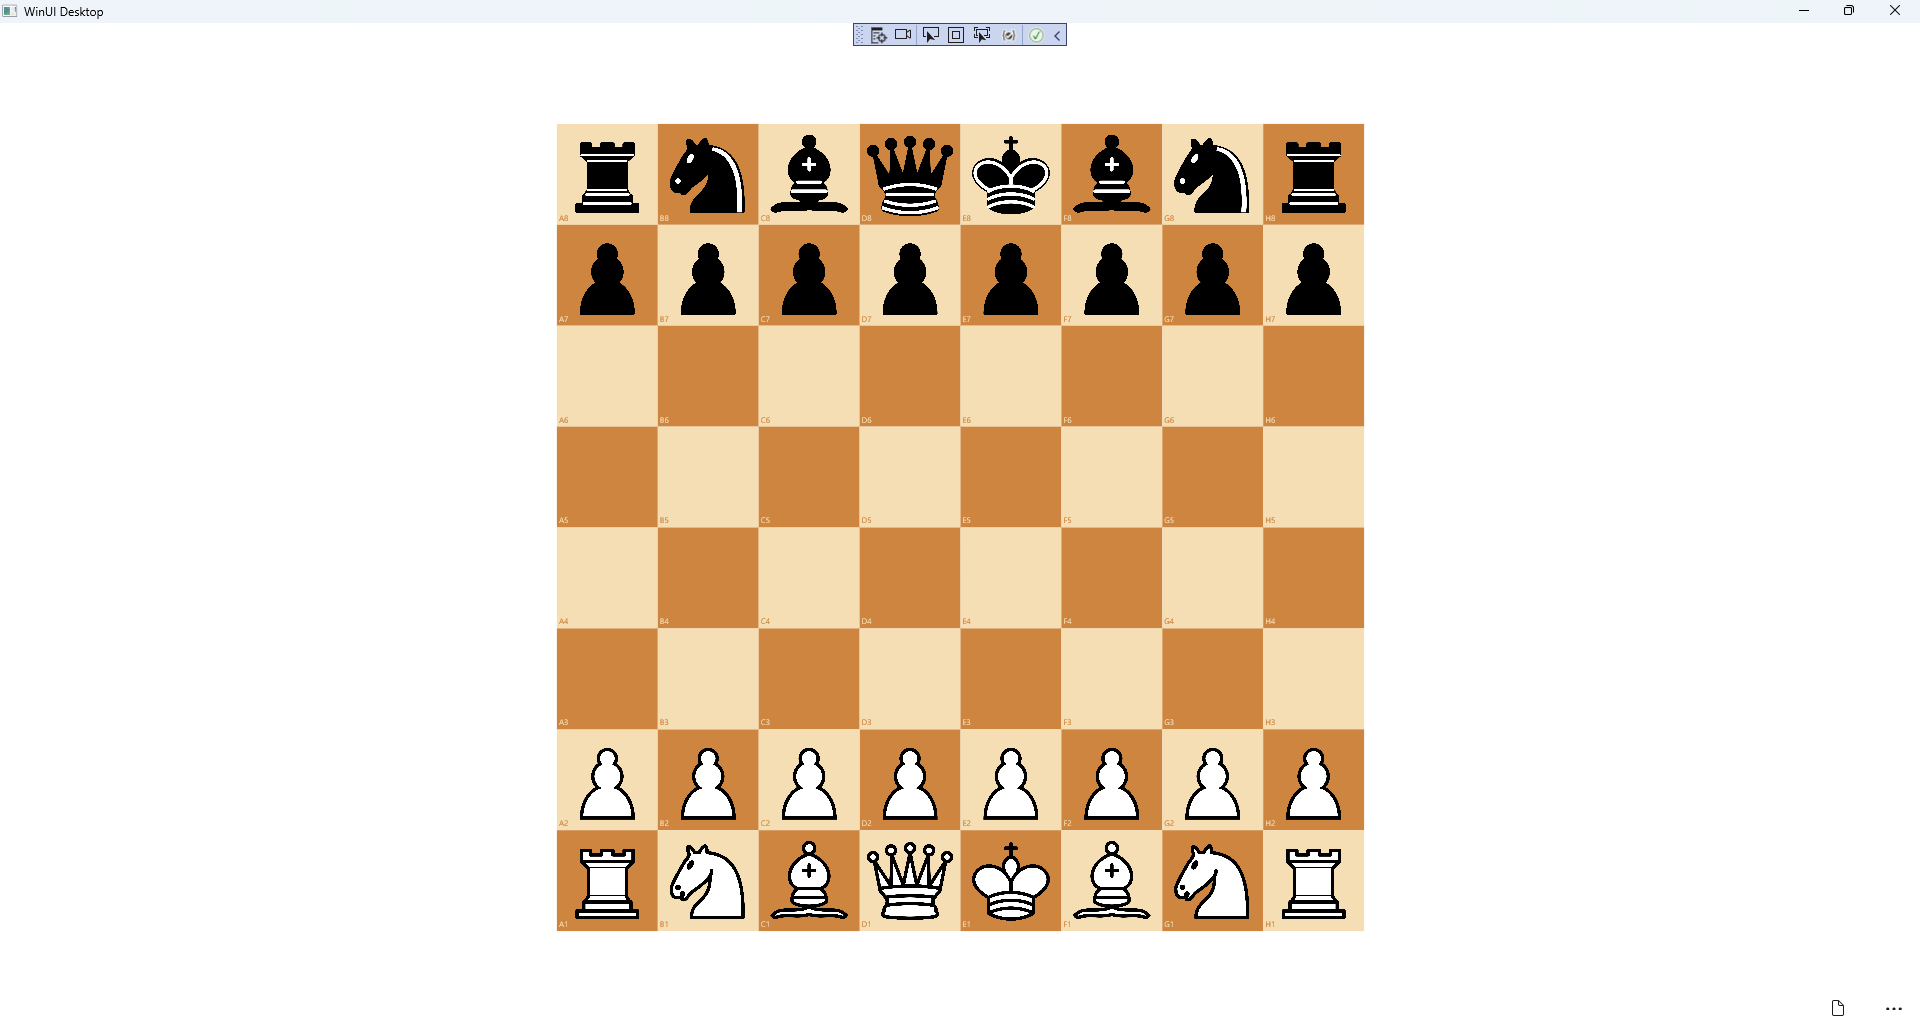 WinUI Desktop
A8 B8 C8 D8 E8 F8 G8 H8
A7 B7 C7 D7 E7 F7 G7 H7
A6 B6 C6 D6 E6 F6 G6 H6
A5 B5 C5 D5 E5 F5 G5 H5
A4 B4 C4 D4 E4 F4 G4 H4
A3 B3 C3 D3 E3 F3 G3 H3
A2 B2 C2 D2 E2 F2 G2 H2
A1 B1 C1 D1 E1 F1 G1 H1